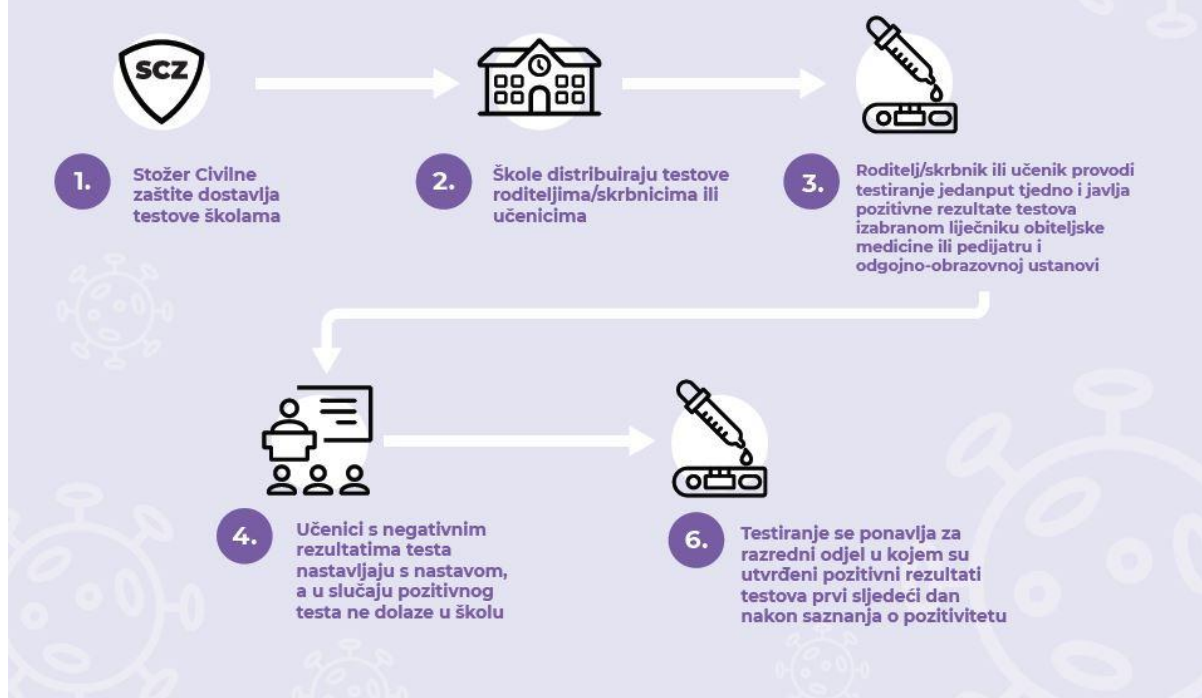 SCZ
1.
Stožer Civilne
zaštite dostavlja
testove školama
2.
Škole distribuiraju testove
roditeljima/skrbnicima ili
učenicima
3.
Roditelj/skrbnik ili učenik provodi
testiranje jedanput tjedno i javlja
pozitivne rezultate testova
izabranom liječniku obiteljske
medicine ili pedijatru i
odgojno-obrazovnoj ustanovi
4.
Učenici s negativnim
rezultatima testa
nastavljaju s nastavom,
a u slučaju pozitivnog
testa ne dolaze u školu
6.
Testiranje se ponavlja za
razredni odjel u kojem su
utvrđeni pozitivni rezultati
testova prvi sljedeći dan
nakon saznanja o pozitivitetu